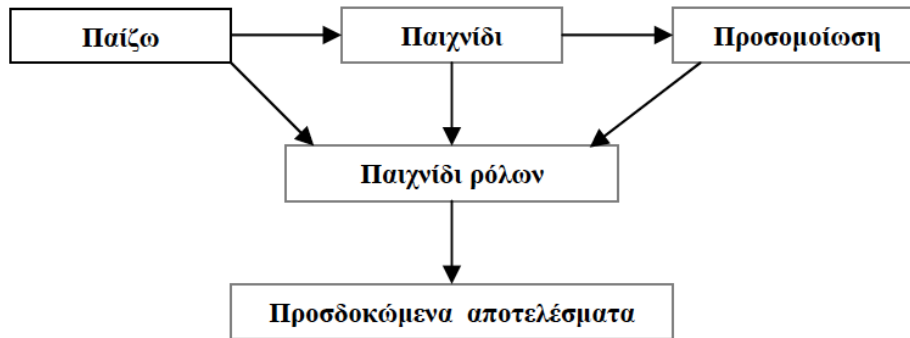 Παίζω
Παιχνίδι
Προσομοίωση
Παιχνίδι ρόλων
Προσδοκώμενα αποτελέσματα